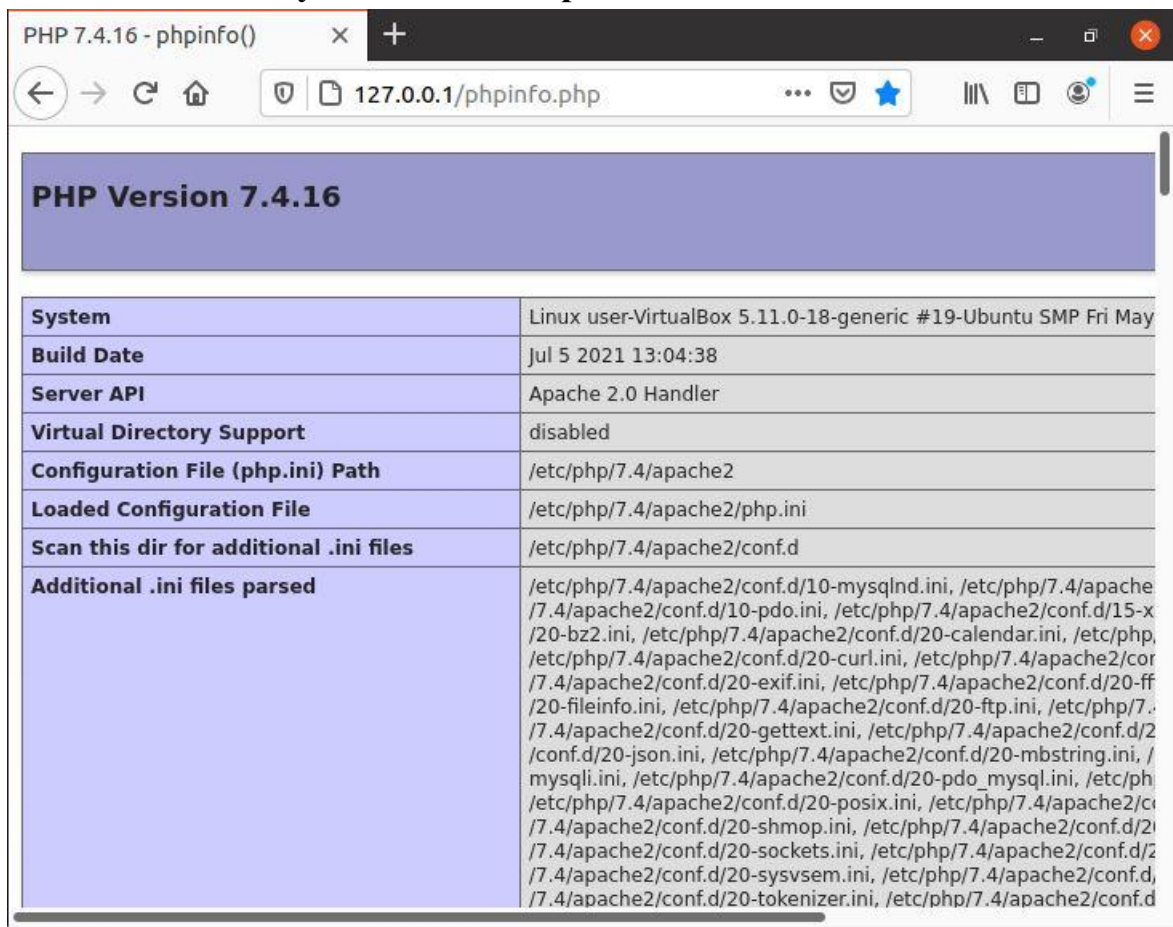 PHP 7.4.16 - phpinfo()
127.0.0.1/phpinfo.php
PHP Version 7.4.16
System Linux user-VirtualBox 5.11.0-18-generic #19-Ubuntu SMP Fri May
Build Date Jul 5 2021 13:04:38
Server API Apache 2.0 Handler
Virtual Directory Support disabled
Configuration File (php.ini) Path /etc/php/7.4/apache2
Loaded Configuration File /etc/php/7.4/apache2/php.ini
Scan this dir for additional .ini files /etc/php/7.4/apache2/conf.d
Additional .ini files parsed /etc/php/7.4/apache2/conf.d/10-mysqlnd.ini, /etc/php/7.4/apache
/7.4/apache2/conf.d/10-pdo.ini, /etc/php/7.4/apache2/conf.d/15-x
/20-bz2.ini, /etc/php/7.4/apache2/conf.d/20-calendar.ini, /etc/php,
/etc/php/7.4/apache2/conf.d/20-curl.ini, /etc/php/7.4/apache2/cor
/7.4/apache2/conf.d/20-exif.ini, /etc/php/7.4/apache2/conf.d/20-ff
/20-fileinfo.ini, /etc/php/7.4/apache2/conf.d/20-ftp.ini, /etc/php/7.
/7.4/apache2/conf.d/20-gettext.ini, /etc/php/7.4/apache2/conf.d/2
/conf.d/20-json.ini, /etc/php/7.4/apache2/conf.d/20-mbstring.ini, /
mysqli.ini, /etc/php/7.4/apache2/conf.d/20-pdo_mysql.ini, /etc/ph
/etc/php/7.4/apache2/conf.d/20-posix.ini, /etc/php/7.4/apache2/c
/7.4/apache2/conf.d/20-shmop.ini, /etc/php/7.4/apache2/conf.d/2
/7.4/apache2/conf.d/20-sockets.ini, /etc/php/7.4/apache2/conf.d/2
/7.4/apache2/conf.d/20-sysvsem.ini, /etc/php/7.4/apache2/conf.d/
/7.4/apache2/conf.d/20-tokenizer.ini, /etc/php/7.4/apache2/conf.d